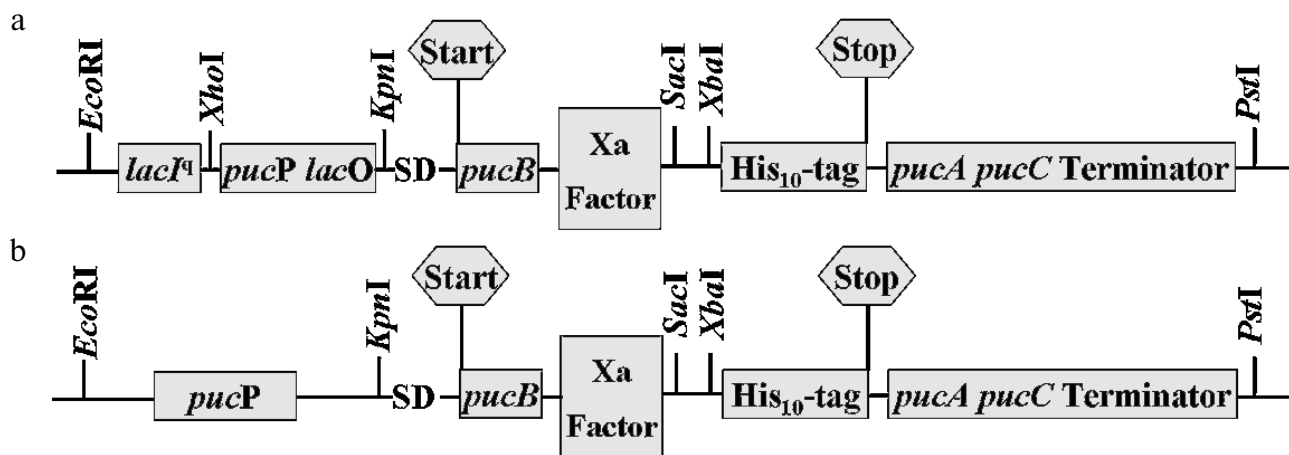 a
EcoRI
lacIq
XhoI
pucP lacO
KpnI
SD
Start
pucB
Xa
Factor
SacI
XbaI
His10-tag
Stop
pucA pucC Terminator
PstI
b
EcoRI
pucP
KpnI
SD
Start
pucB
Xa
Factor
SacI
XbaI
His10-tag
Stop
pucA pucC Terminator
PstI